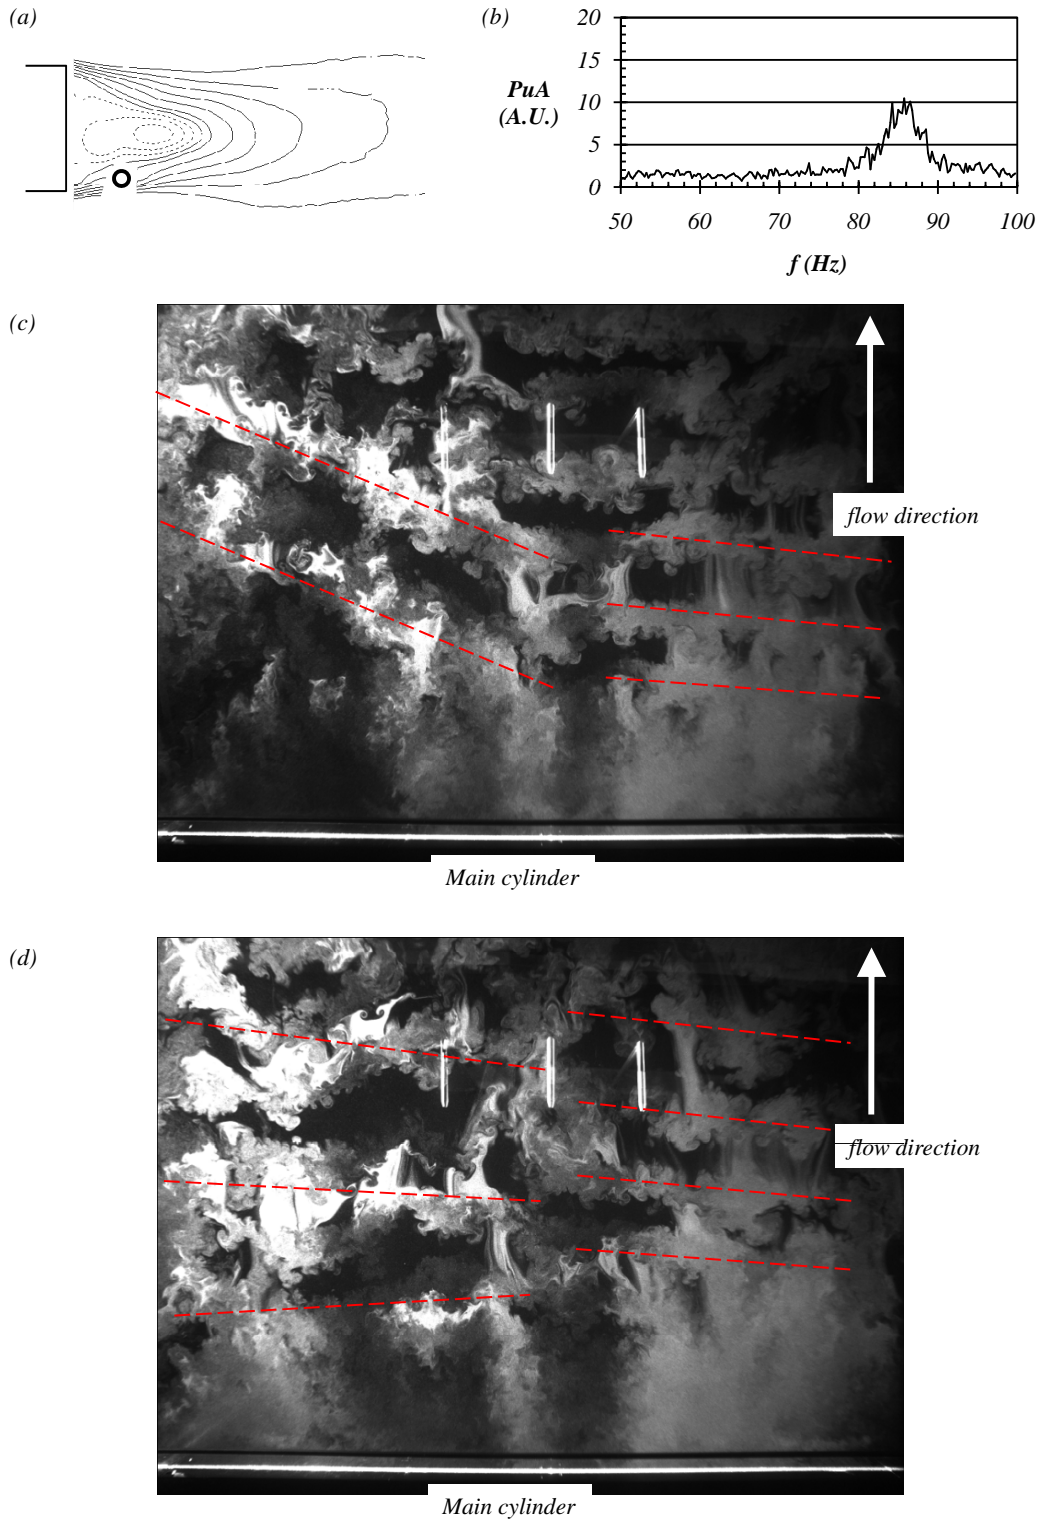 (a)
(b)
20
15
PuA
10
(A.U.)
5
0
50 60 70 80 90 100
f (Hz)
(c)
flow direction
Main cylinder
(d)
flow direction
Main cylinder